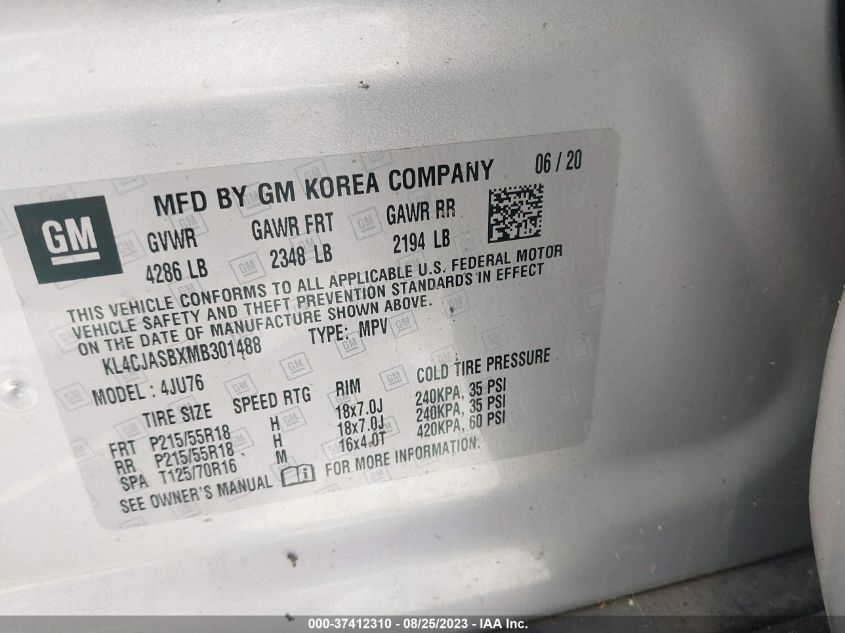 MFD BY GM KOREA COMPANY 06 / 20
GM
GVWR GAWR FRT GAWR RR
4286 LB 2348 LB 2194 LB
THIS VEHICLE CONFORMS TO ALL APPLICABLE U.S. FEDERAL MOTOR
VEHICLE SAFETY AND THEFT PREVENTION STANDARDS IN EFFECT
ON THE DATE OF MANUFACTURE SHOWN ABOVE.
KL4CJASBXMB301488 TYPE: MPV
MODEL : 4JU76
TIRE SIZE SPEED RTG RIM COLD TIRE PRESSURE
FRT P215/55R18 H 18x7.0J 240KPA, 35 PSI
RR P215/55R18 H 18x7.0J 240KPA, 35 PSI
SPA T125/70R16 M 16x4.0T 420KPA, 60 PSI
SEE OWNER'S MANUAL FOR MORE INFORMATION.
000-37412310 - 08/25/2023 - IAA Inc.